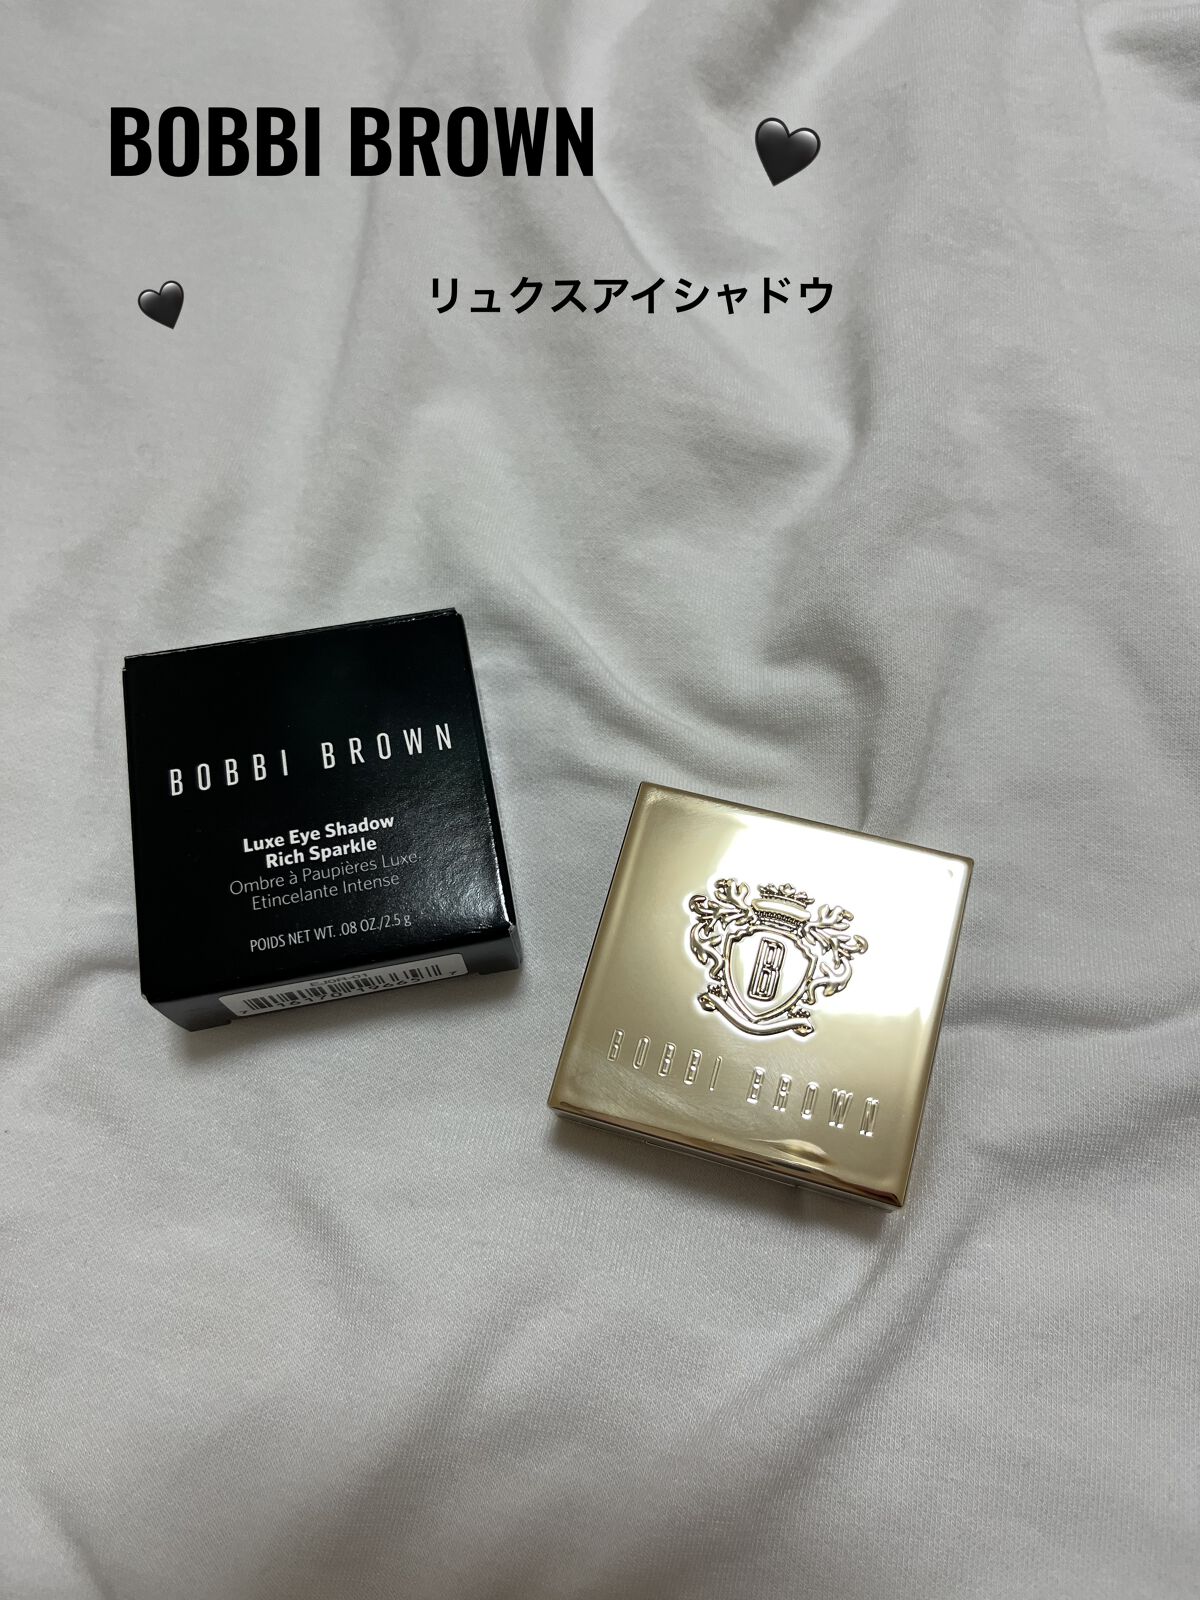 BOBBI BROWN
リュクスアイシャドウ
BOBBI BROWN
Luxe Eye Shadow
Rich Sparkle
Ombre à Paupières Luxe
Etincelante Intense
POIDS NET WT. .08 OZ./2.5 g
B
BOBBI BROWN